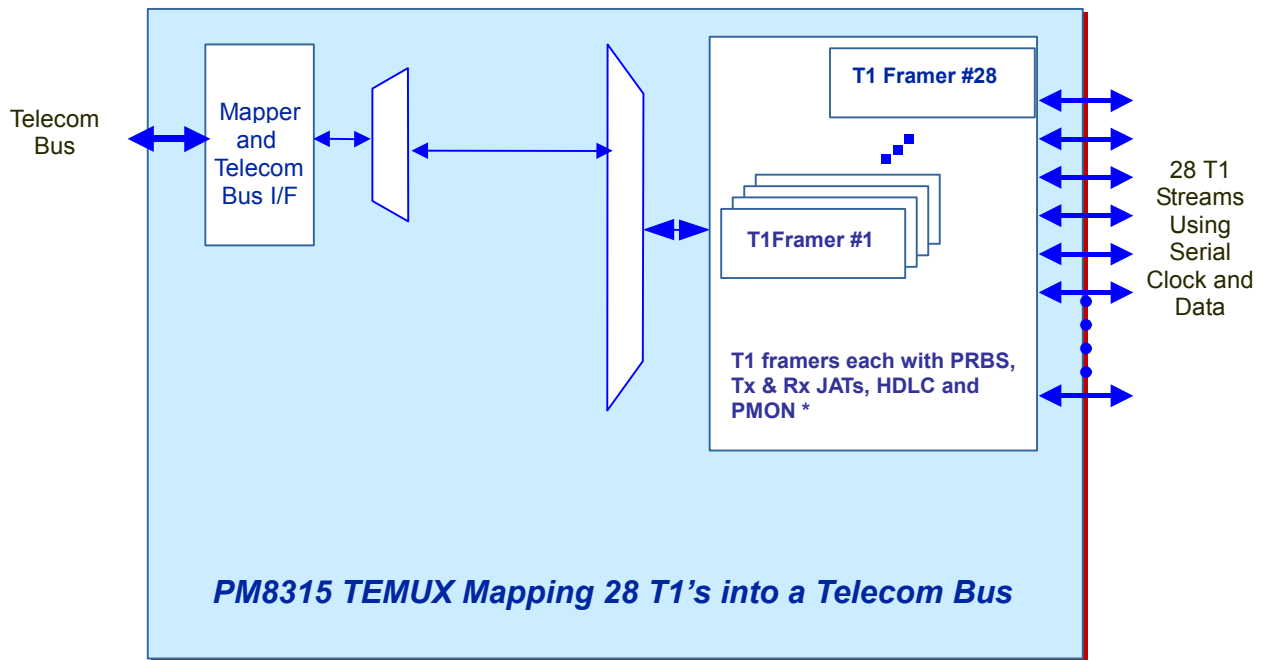 Telecom
Bus
Mapper
and
Telecom
Bus I/F
T1 Framer #28
T1Framer #1
T1 framers each with PRBS,
Tx & Rx JATs, HDLC and
PMON *
28 T1
Streams
Using
Serial
Clock and
Data
PM8315 TEMUX Mapping 28 T1's into a Telecom Bus